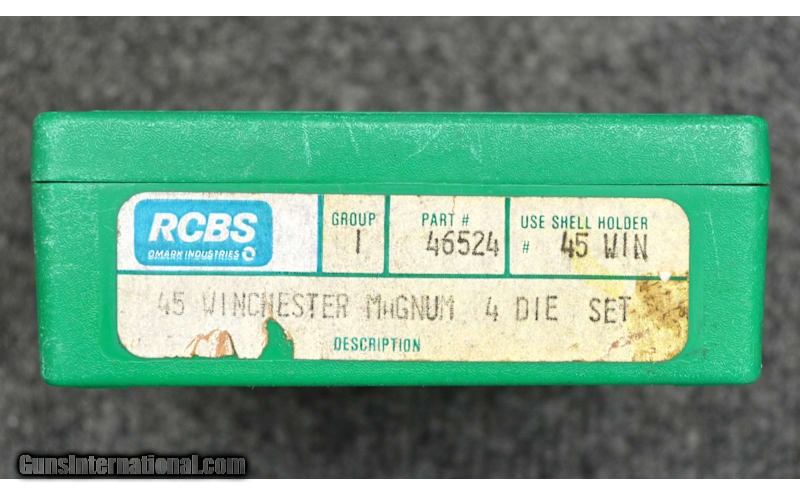 RCBS
OMARK INDUSTRIES
GROUP
1
PART #
46524
USE SHELL HOLDER
# 45 WIN
45 WINCHESTER MAGNUM 4 DIE SET
DESCRIPTION
GunsInternational.com